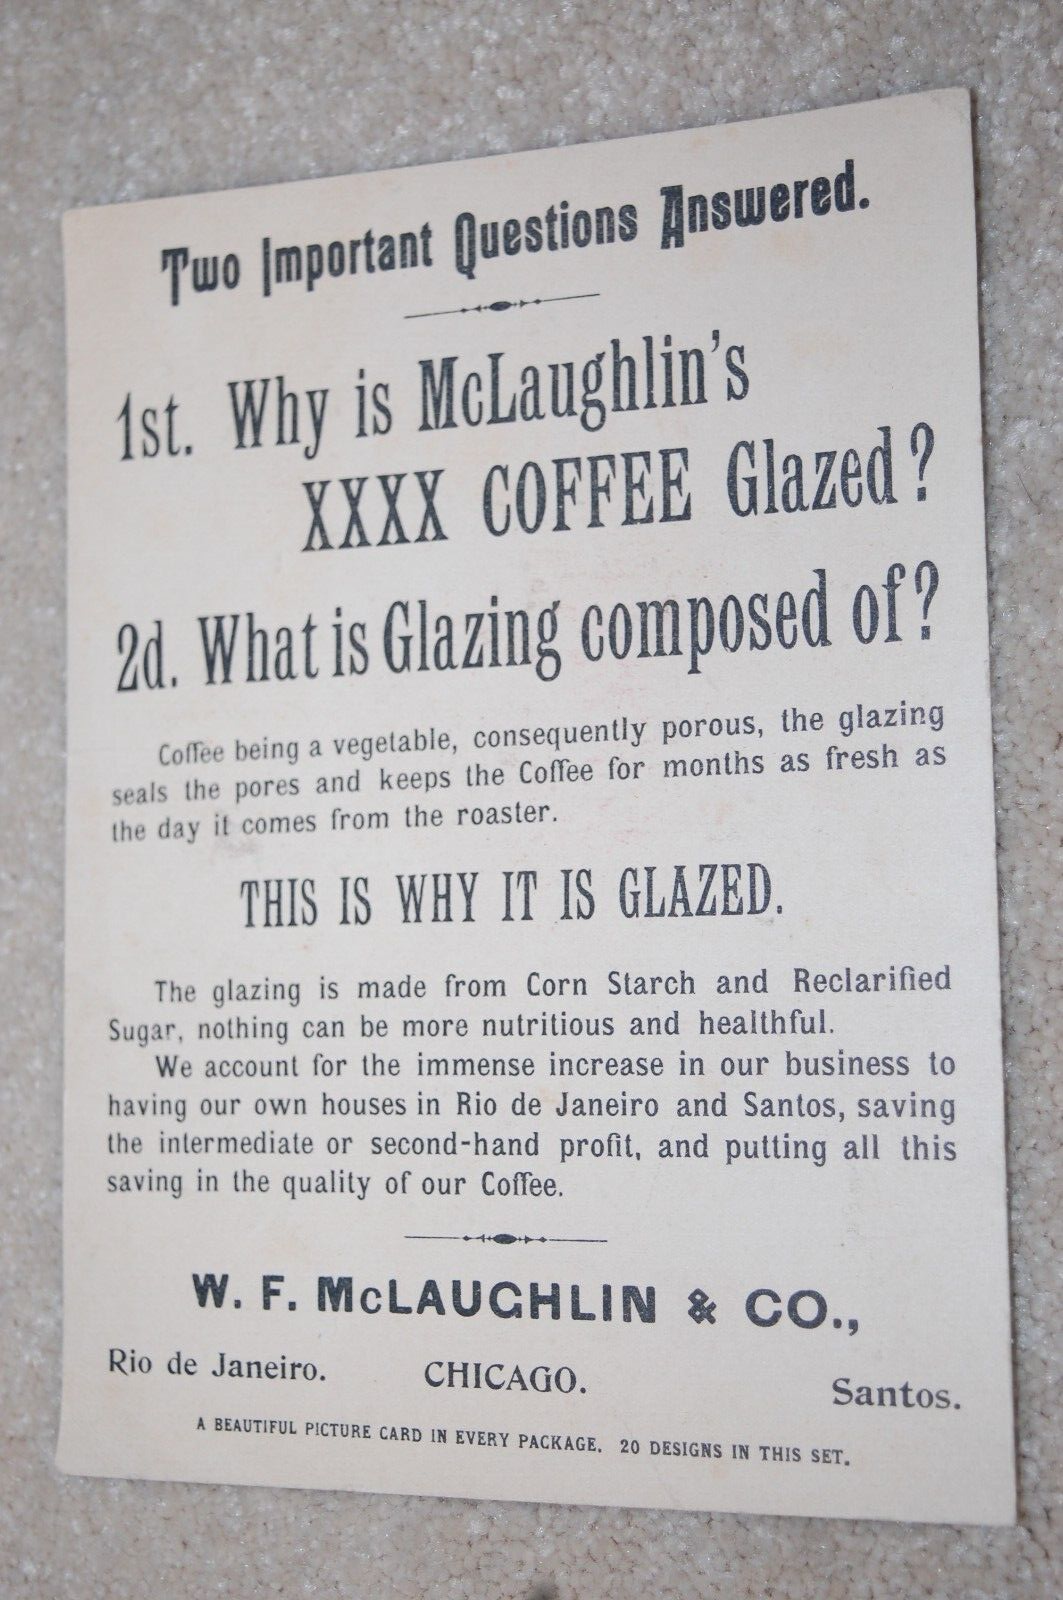 Two Important Questions Answered.
1st. Why is McLaughlin's
XXXX COFFEE Glazed?
2d. What is Glazing composed of?
Coffee being a vegetable, consequently porous, the glazing
seals the pores and keeps the Coffee for months as fresh as
the day it comes from the roaster.
THIS IS WHY IT IS GLAZED.
The glazing is made from Corn Starch and Reclarified
Sugar, nothing can be more nutritious and healthful.
We account for the immense increase in our business to
having our own houses in Rio de Janeiro and Santos, saving
the intermediate or second-hand profit, and putting all this
saving in the quality of our Coffee.
W. F. McLAUGHLIN & CO.,
Rio de Janeiro. CHICAGO. Santos.
A BEAUTIFUL PICTURE CARD IN EVERY PACKAGE. 20 DESIGNS IN THIS SET.